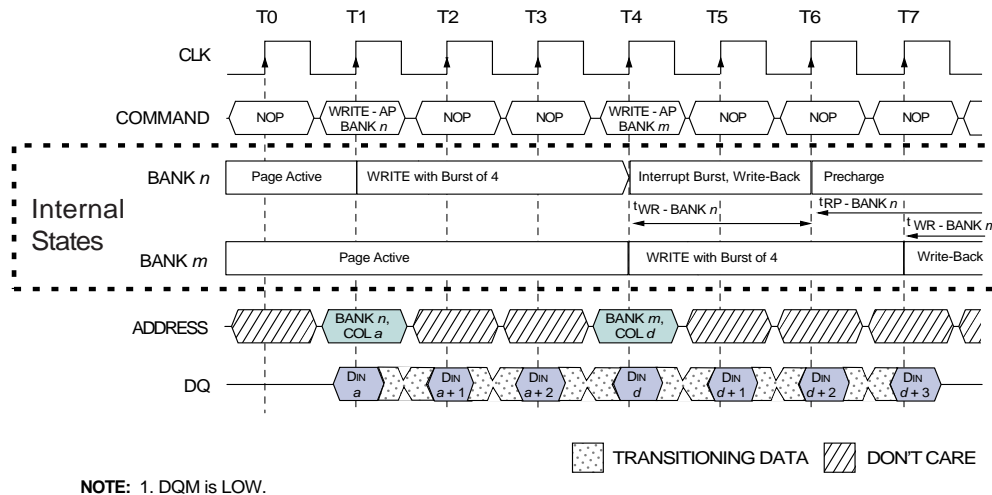 T0 T1 T2 T3 T4 T5 T6 T7
CLK
COMMAND NOP WRITE - AP BANK n NOP NOP WRITE - AP BANK m NOP NOP NOP
Internal States
BANK n Page Active WRITE with Burst of 4 Interrupt Burst, Write-Back Precharge
tWR - BANK n tRP - BANK n
tWR - BANK m
BANK m Page Active WRITE with Burst of 4 Write-Back
ADDRESS BANK n, COL a BANK m, COL d
DQ DIN a DIN a + 1 DIN a + 2 DIN d DIN d + 1 DIN d + 2 DIN d + 3
TRANSITIONING DATA DON'T CARE
NOTE: 1. DQM is LOW.